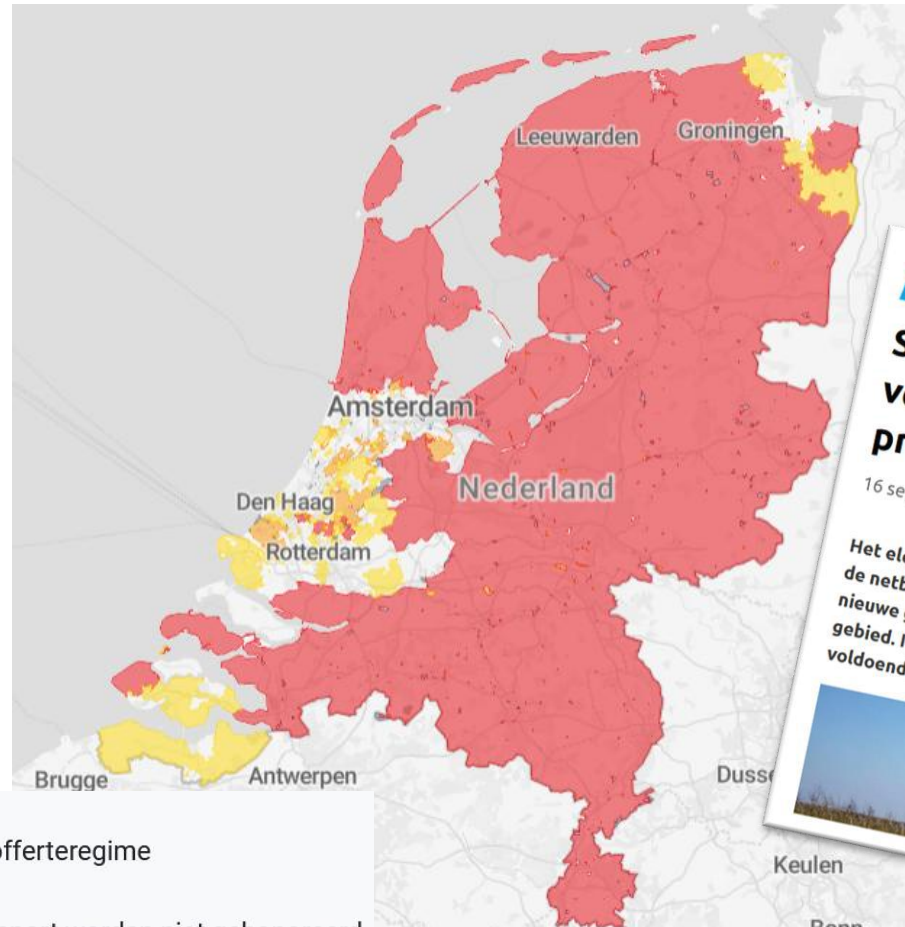 Leeuwarden
Groningen
Amsterdam
Nederland
Den Haag
Rotterdam
16 se
Het ele
de netb
nieuwe g
gebied. I
voldoend
Brugge
Antwerpen
Dusse
Keulen
offerteregime